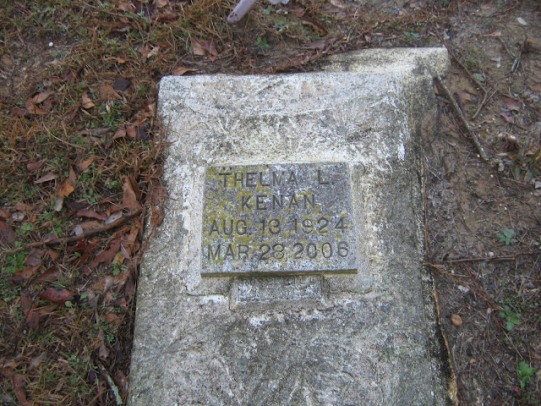 THELMA L.
KENAN
AUG. 13, 1924
MAR. 28, 2006